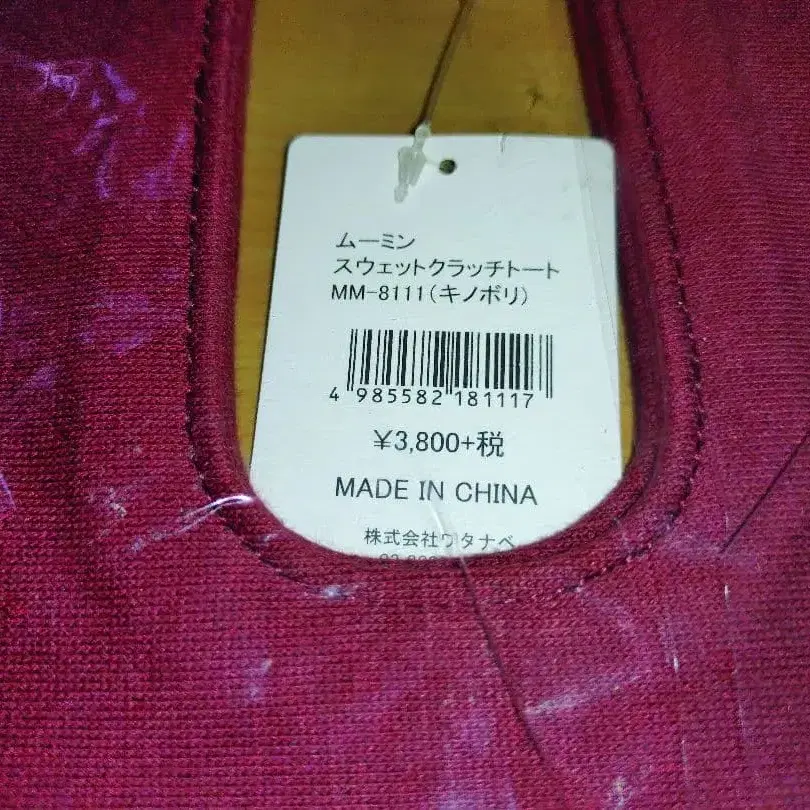 ムーミン
スウェットクラッチトート
MM-8111(キノボリ)
4 985582 181117
¥3,800+税
MADE IN CHINA
株式会社ウタナベ